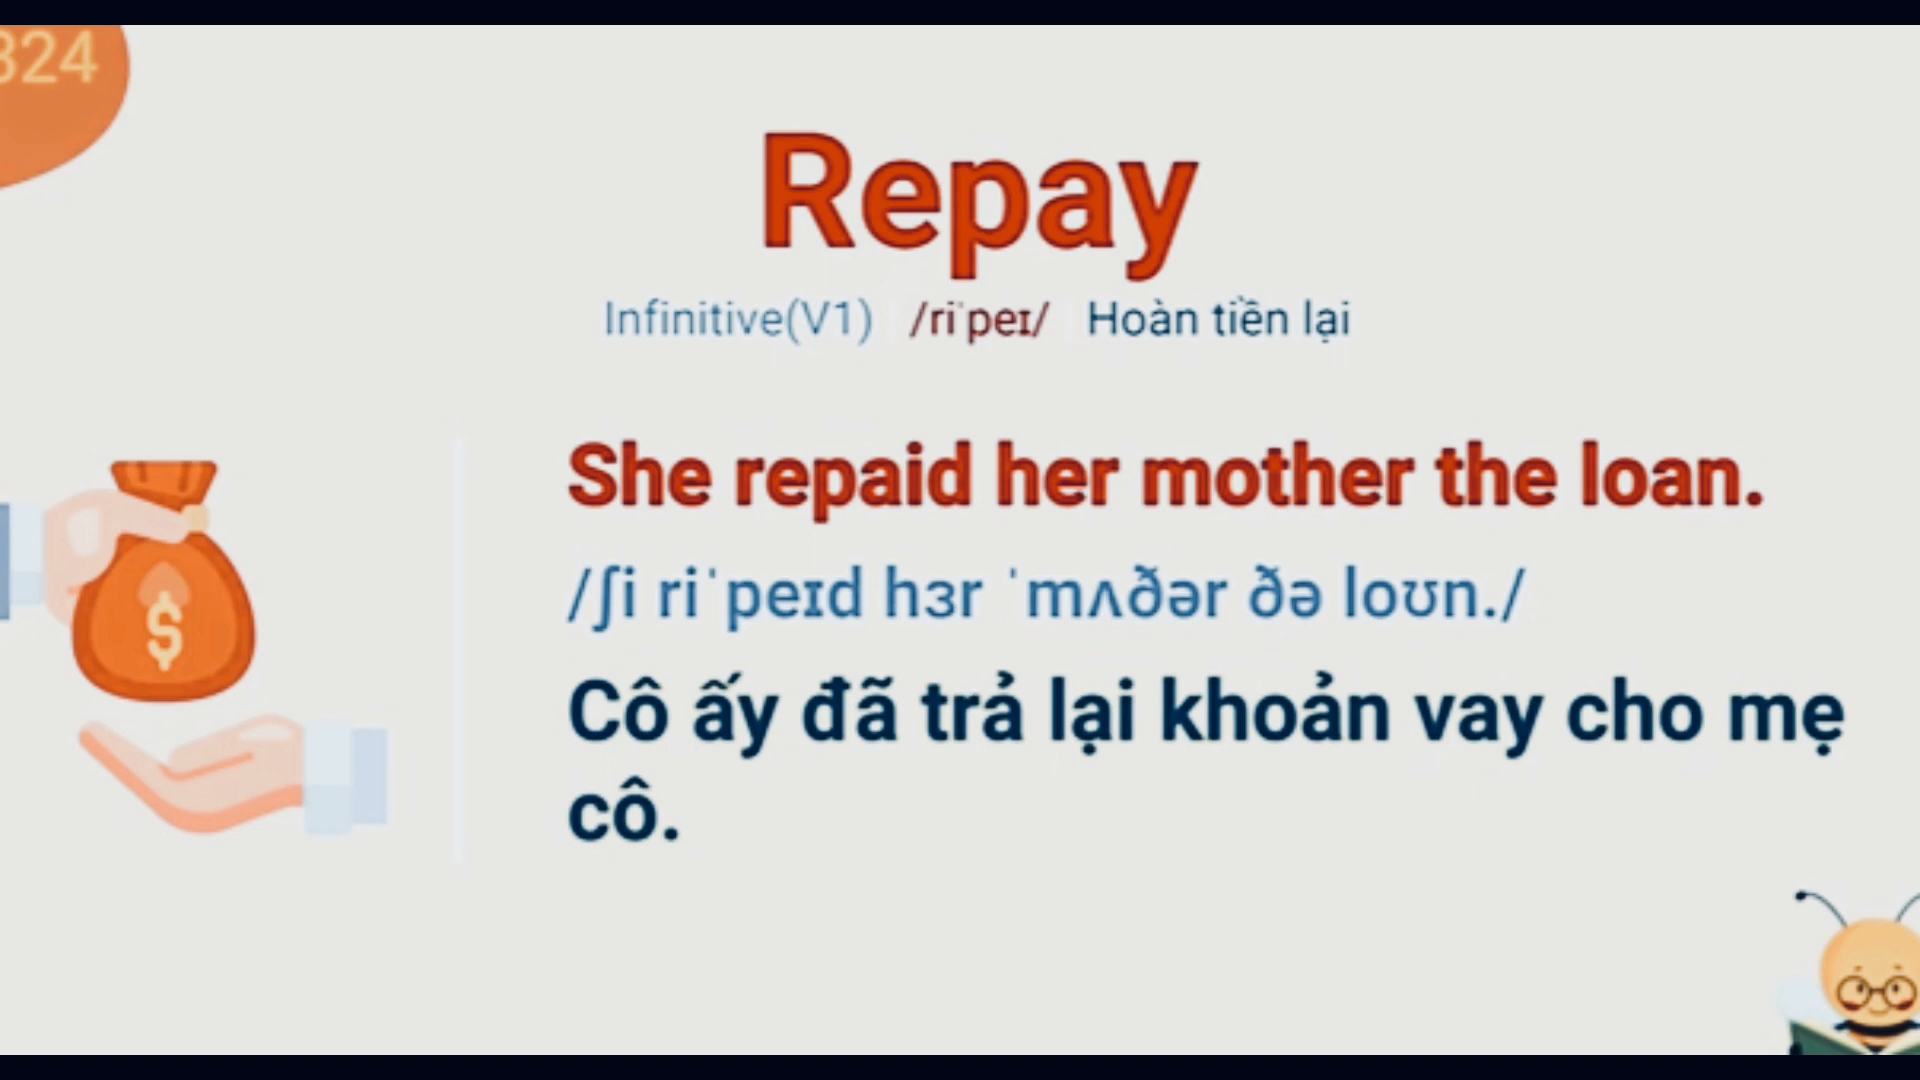 324
Repay
Infinitive(V1) /riˈpeɪ/ Hoàn tiền lại
She repaid her mother the loan.
/ʃi riˈpeɪd hɜr ˈmʌðər ðə loʊn./
Cô ấy đã trả lại khoản vay cho mẹ
cô.
$